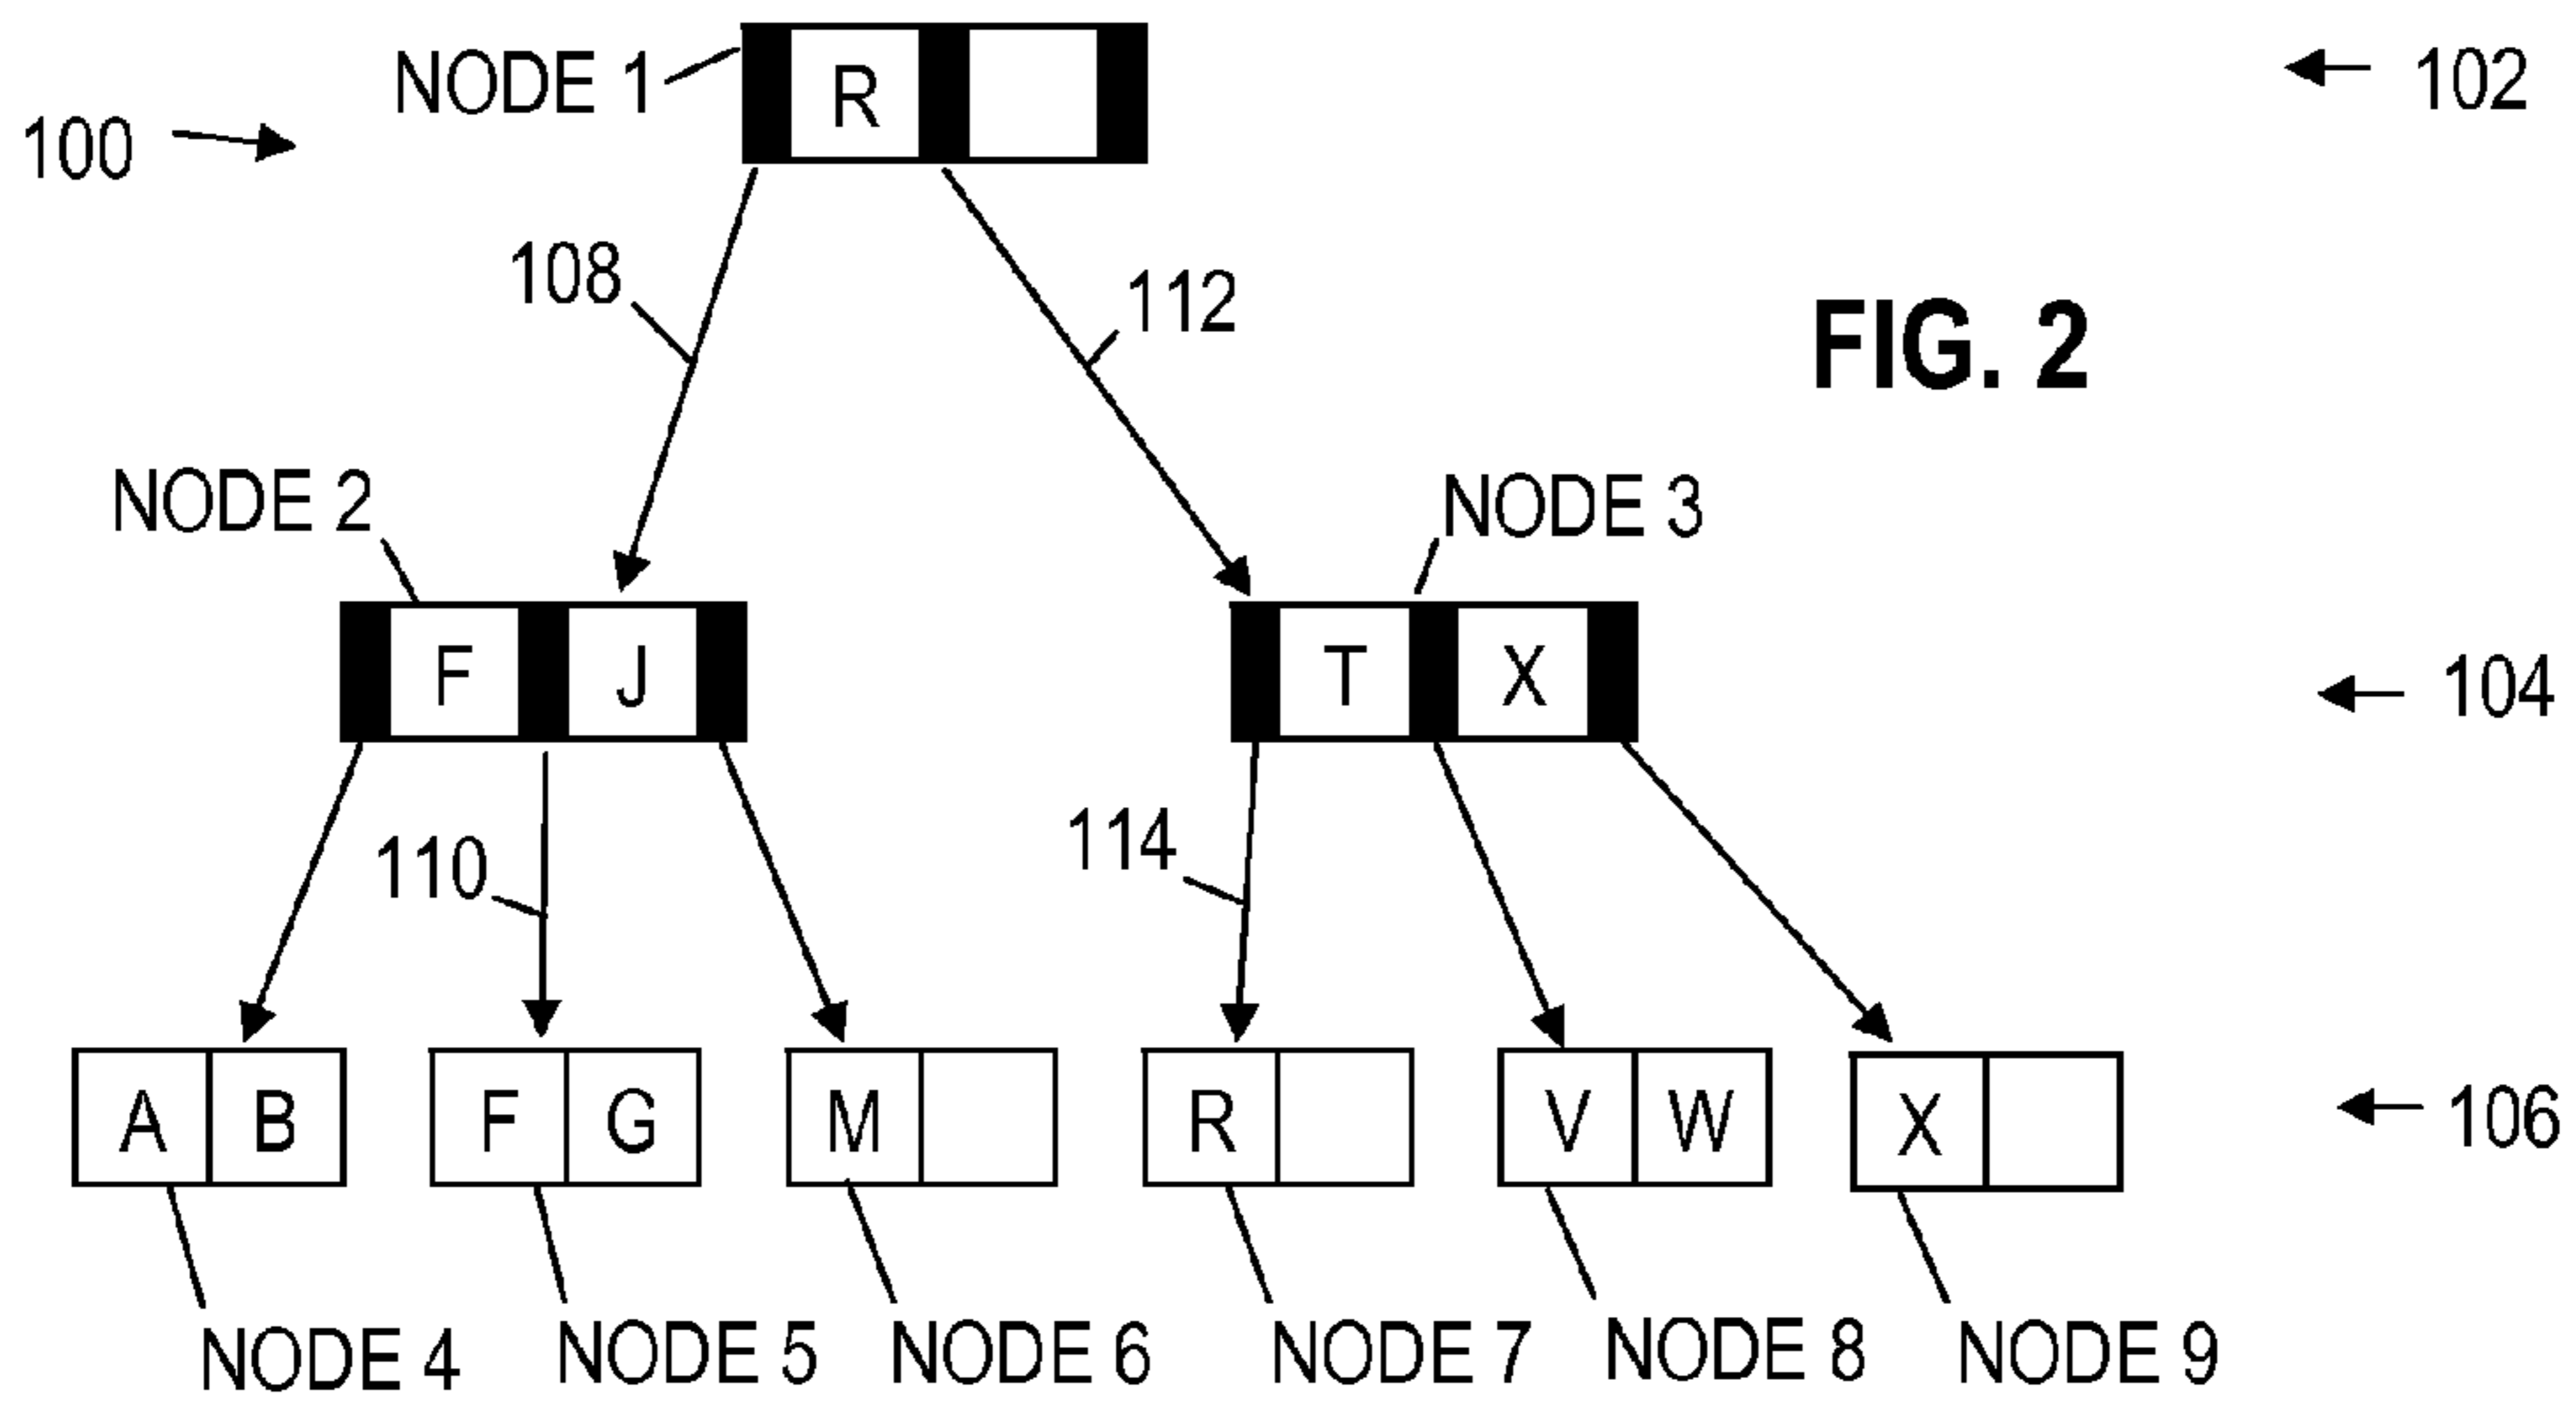 NODE 1
R
102
100
108
112
FIG. 2
NODE 2
NODE 3
F J
T X
104
110
114
A B
F G
M
R
V W
X
106
NODE 4
NODE 5
NODE 6
NODE 7
NODE 8
NODE 9